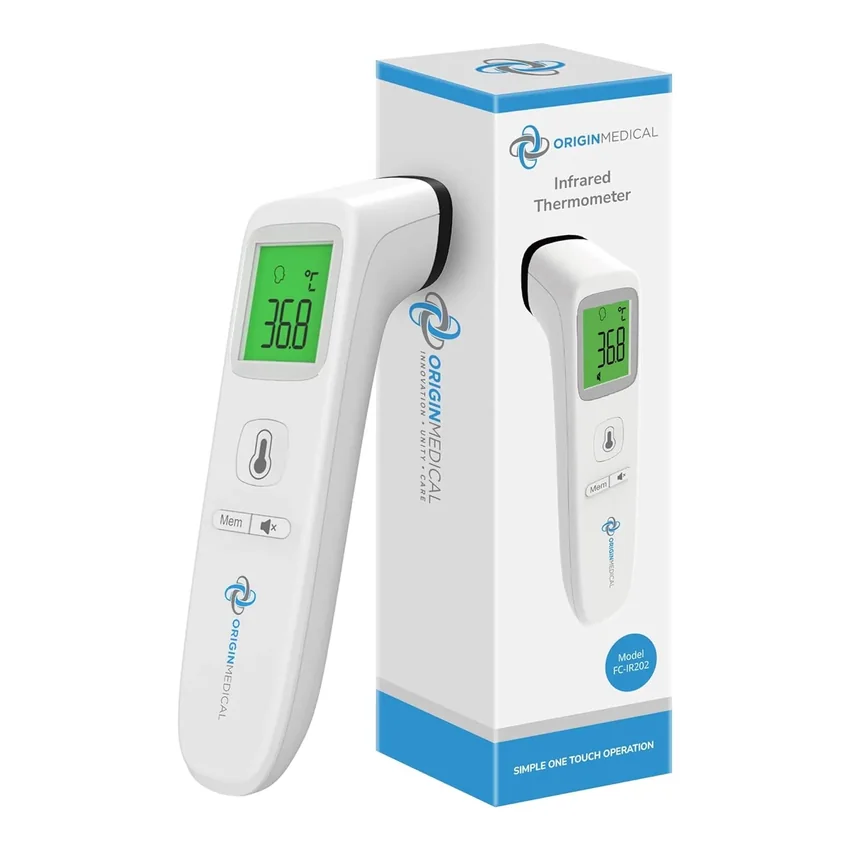 °C
36.8
Mem
ORIGINMEDICAL
ORIGINMEDICAL
INNOVATION • UNITY • CARE
ORIGINMEDICAL
Infrared
Thermometer
°C
36.8
Mem
ORIGINMEDICAL
Model
FC-IR202
SIMPLE ONE TOUCH OPERATION